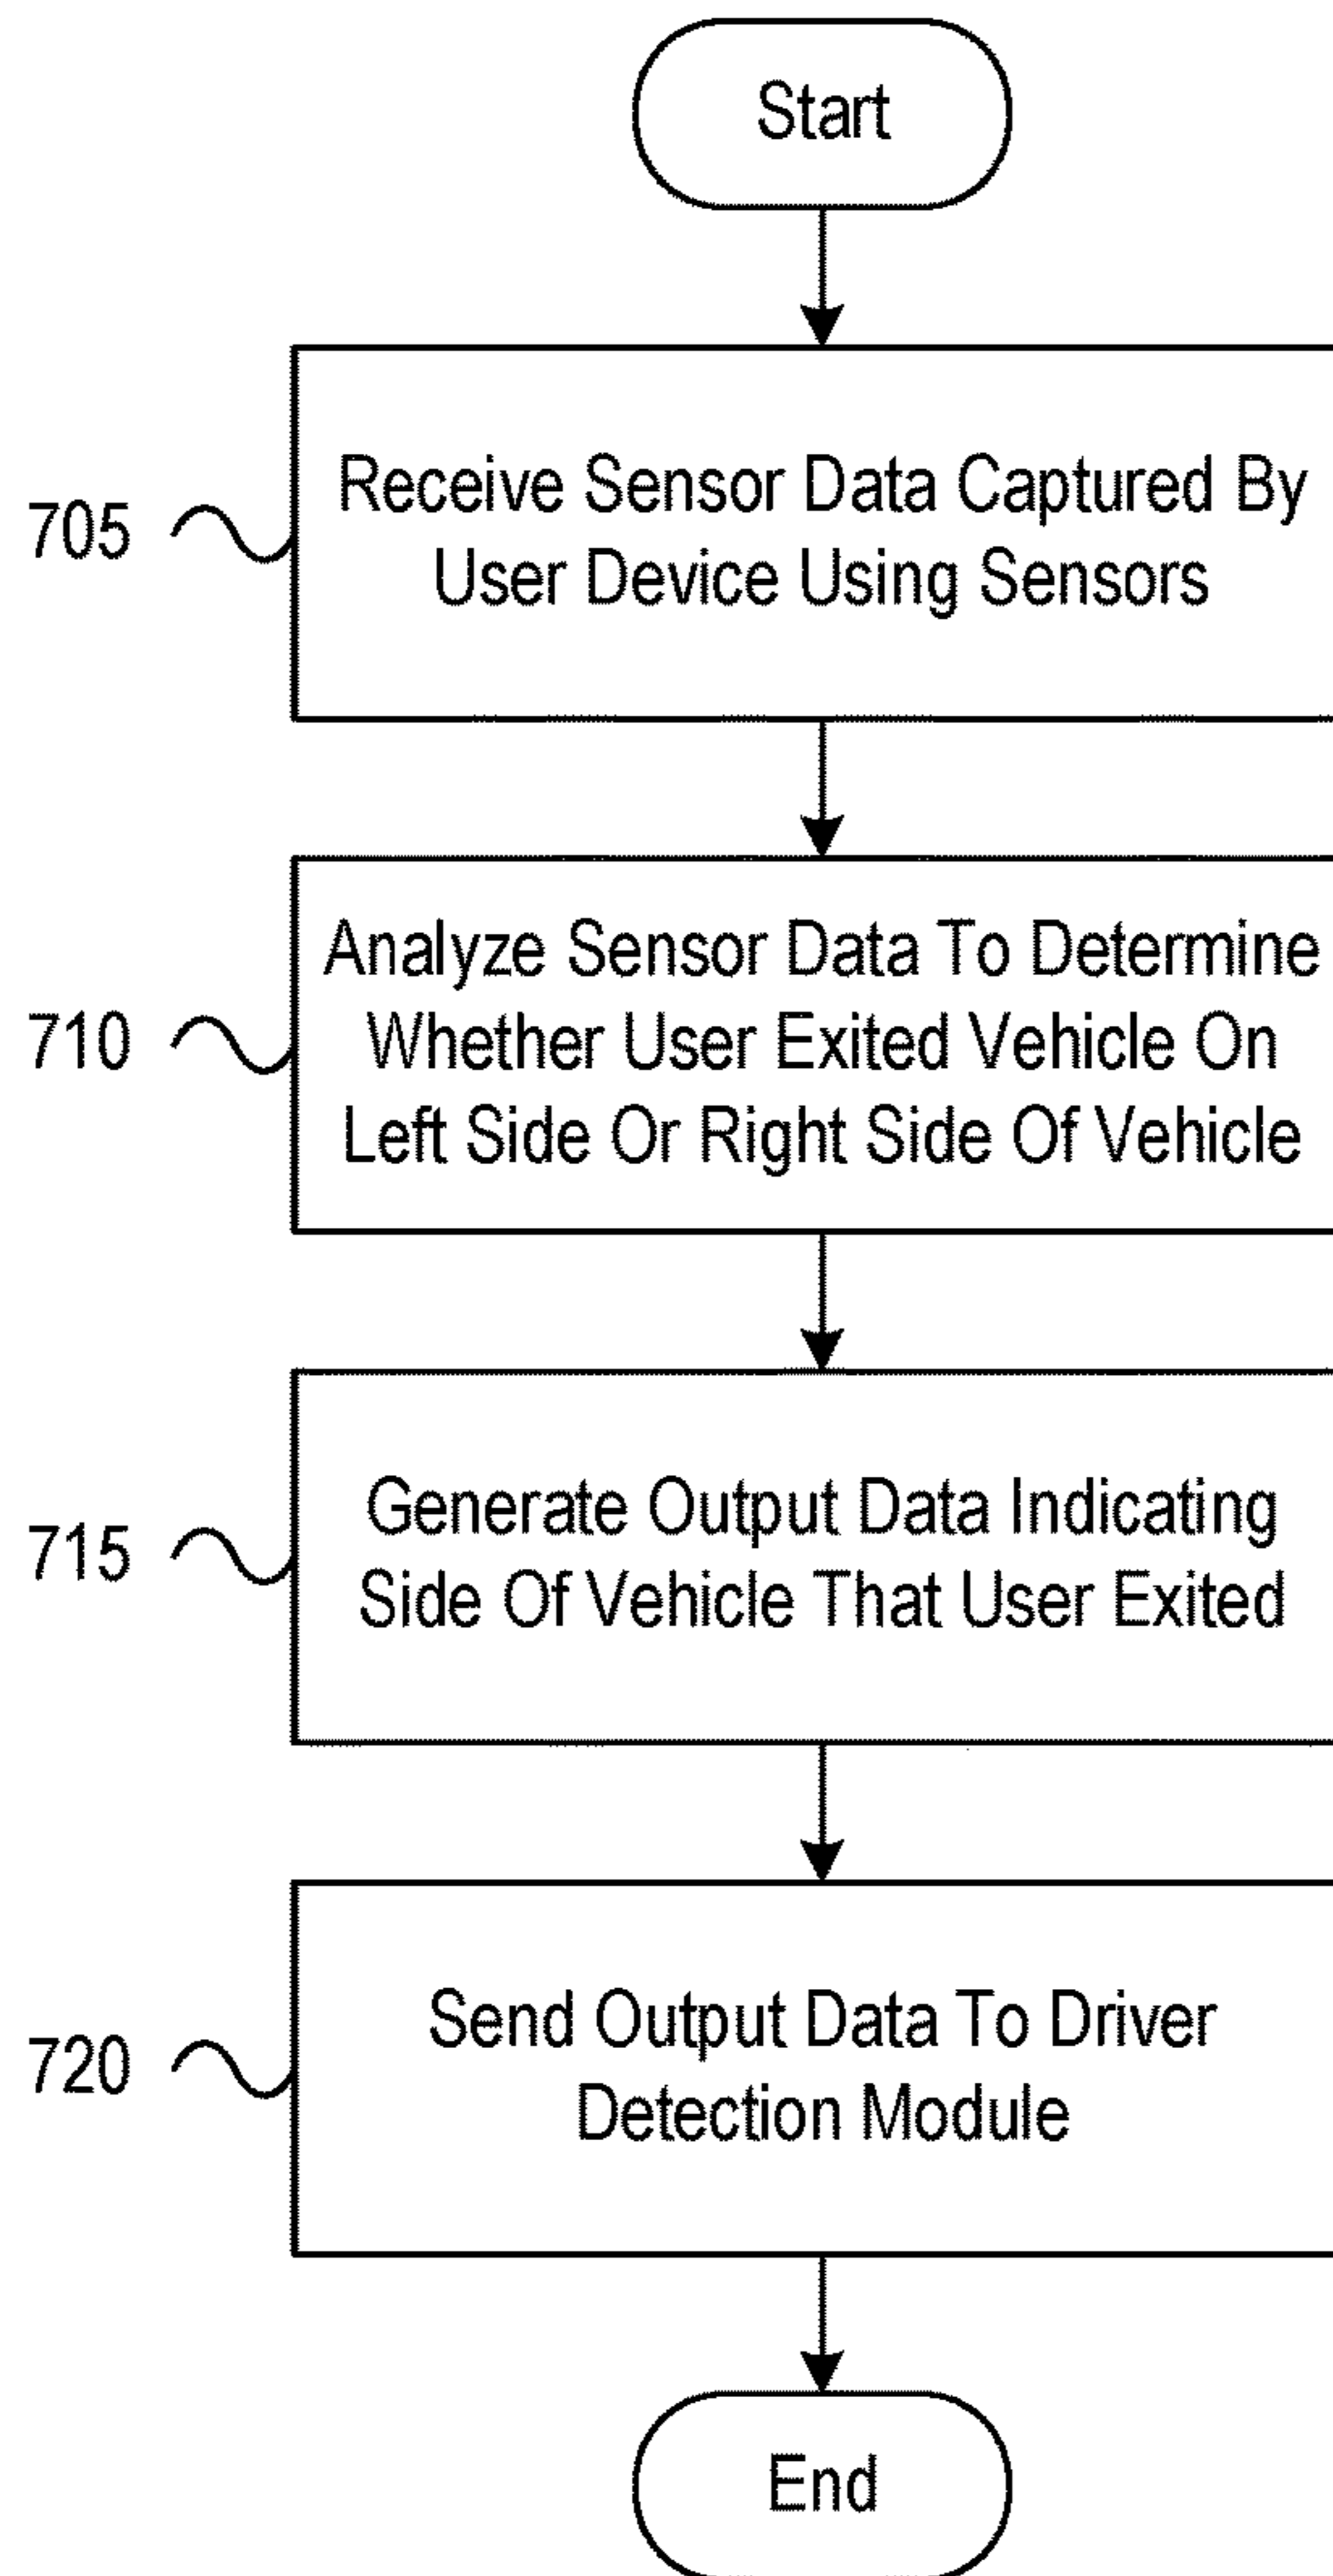 Start
705
Receive Sensor Data Captured By
User Device Using Sensors
710
Analyze Sensor Data To Determine
Whether User Exited Vehicle On
Left Side Or Right Side Of Vehicle
715
Generate Output Data Indicating
Side Of Vehicle That User Exited
720
Send Output Data To Driver
Detection Module
End